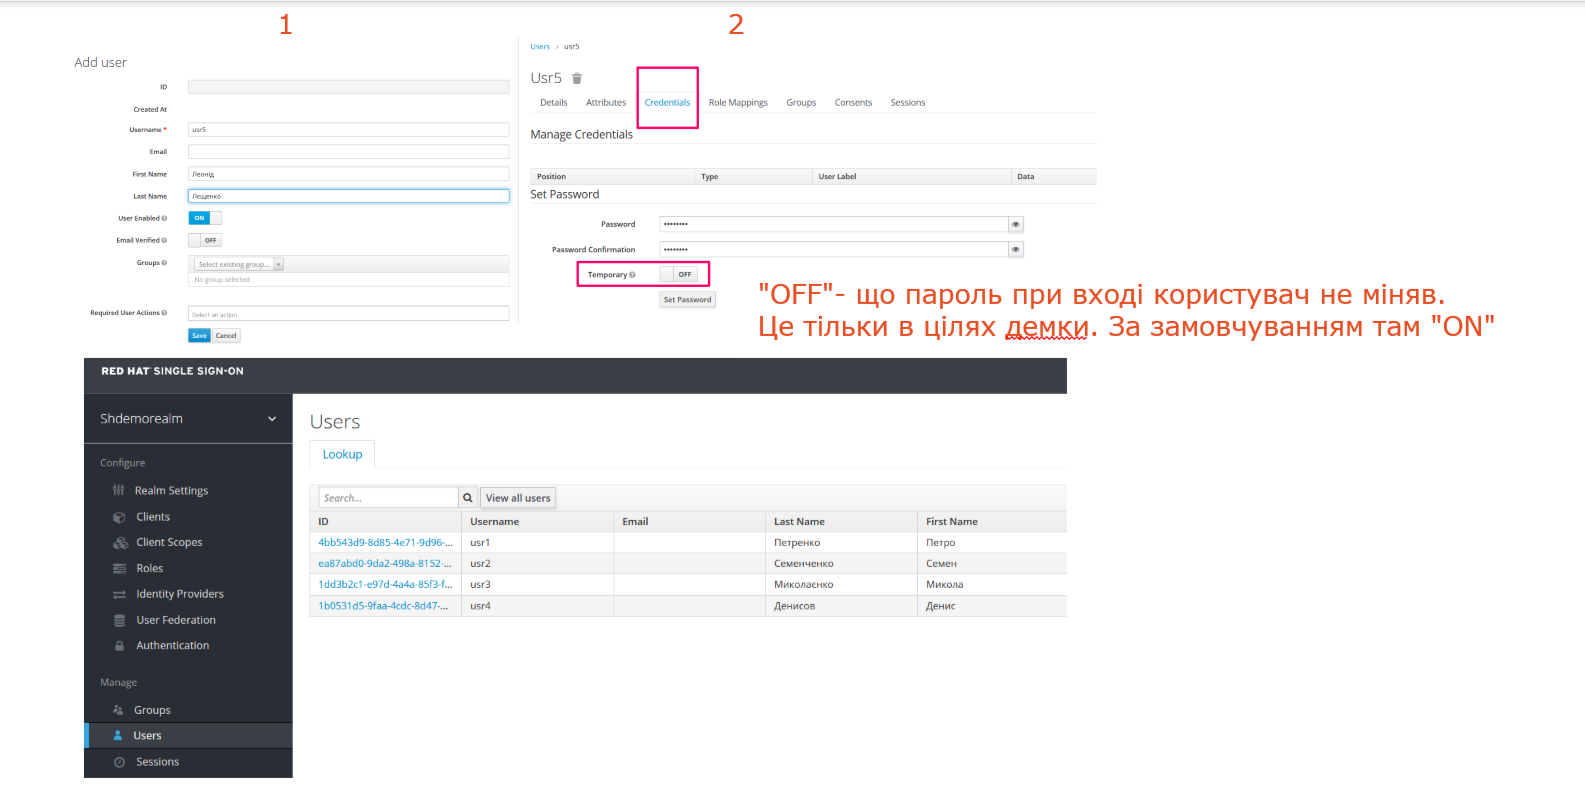 1
2
Add user
ID
Created At
Username *
usr5
Email
First Name
Леонід
Last Name
Лещенко
User Enabled
ON
Email Verified
OFF
Groups
Select existing group...
No group selected
Required User Actions
Select an action...
Save
Cancel
Users > usr5
Usr5
Details Attributes Credentials Role Mappings Groups Consents Sessions
Manage Credentials
Position Type User Label Data
Set Password
Password ••••••••
Password Confirmation ••••••••
Temporary OFF
Set Password
"OFF"- що пароль при вході користувач не міняв.
Це тільки в цілях демки. За замовчуванням там "ON"
RED HAT SINGLE SIGN-ON
Shdemorealm
Configure
Realm Settings
Clients
Client Scopes
Roles
Identity Providers
User Federation
Authentication
Manage
Groups
Users
Sessions
Users
Lookup
Search... View all users
ID Username Email Last Name First Name
4bb543d9-8d85-4e71-9d96-... usr1 Петренко Петро
ea87abd0-9da2-498a-8152-... usr2 Семенченко Семен
1dd3b2c1-e97d-4a4a-85f3-f... usr3 Миколаєнко Микола
1b0531d5-9faa-4cdc-8d47-... usr4 Денисов Денис